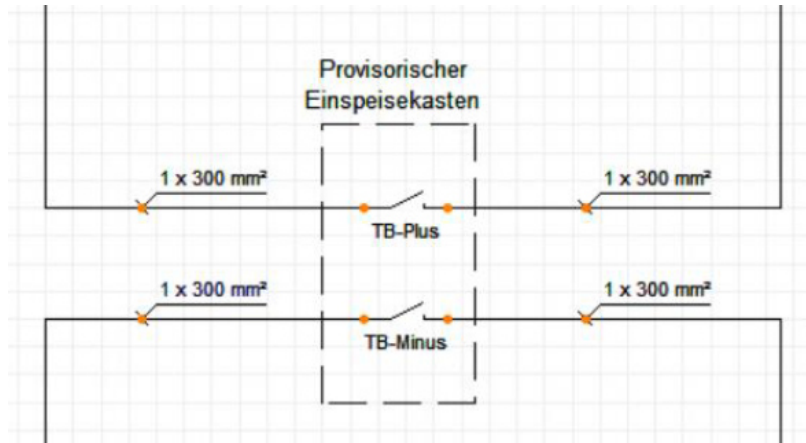 Provisorischer
Einspeisekasten
1 x 300 mm²
1 x 300 mm²
TB-Plus
1 x 300 mm²
1 x 300 mm²
TB-Minus